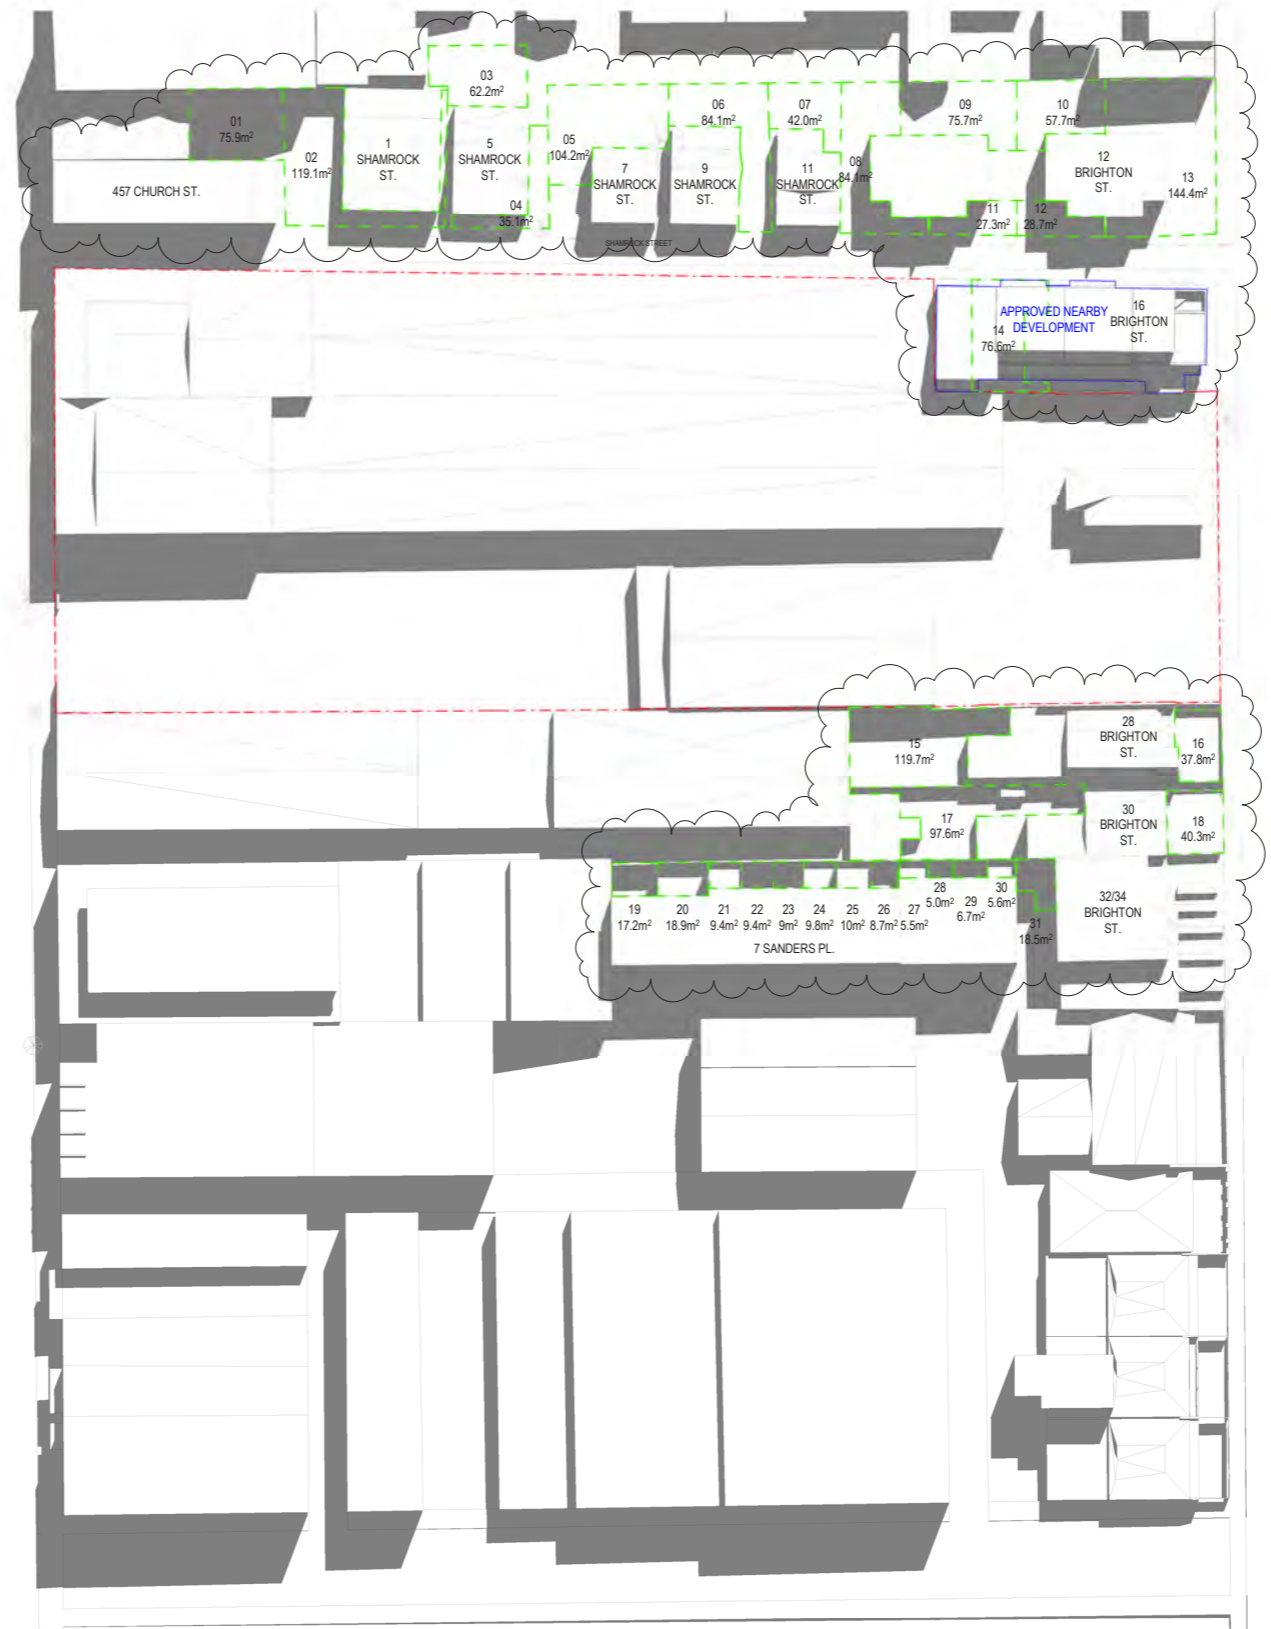 01
75.9m²
02
119.1m²
457 CHURCH ST.
1
SHAMROCK
ST.
03
62.2m²
5
SHAMROCK
ST.
04
35.1m²
05
104.2m²
7
SHAMROCK
ST.
06
84.1m²
9
SHAMROCK
ST.
07
42.0m²
11
SHAMROCK
ST.
08
84.1m²
09
75.7m²
10
57.7m²
11
27.3m²
12
28.7m²
12
BRIGHTON
ST.
13
144.4m²
SHAMROCK STREET
APPROVED NEARBY
DEVELOPMENT
14
76.6m²
16
BRIGHTON
ST.
15
119.7m²
28
BRIGHTON
ST.
16
37.8m²
17
97.6m²
30
BRIGHTON
ST.
18
40.3m²
19
17.2m²
20
18.9m²
21
9.4m²
22
9.4m²
23
9m²
24
9.8m²
25
10m²
26
8.7m²
27
5.5m²
28
5.0m²
29
6.7m²
30
5.6m²
31
18.5m²
32/34
BRIGHTON
ST.
7 SANDERS PL.